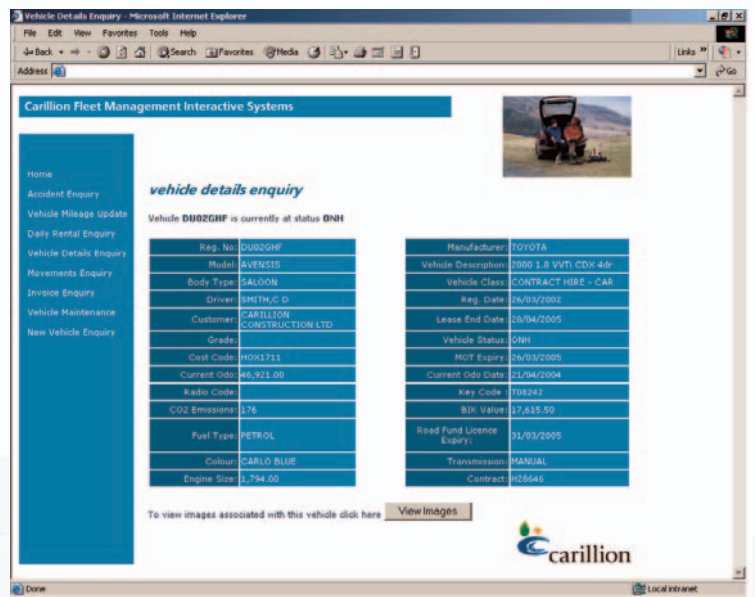 Vehicle Details Enquiry - Microsoft Internet Explorer
File Edit View Favorites Tools Help
Back Search Favorites Media Links »
Address Go
Carillion Fleet Management Interactive Systems
Home
Accident Enquiry
Vehicle Mileage Update
Daily Rental Enquiry
Vehicle Details Enquiry
Movements Enquiry
Invoice Enquiry
Vehicle Maintenance
New Vehicle Enquiry
vehicle details enquiry
Vehicle DU02GHF is currently at status ONH
Reg. No: DU02GHF
Model: AVENSIS
Body Type: SALOON
Driver: SMITH,C D
Customer: CARILLION
CONSTRUCTION LTD
Grade:
Cost Code: HOX1711
Current Odo: 46,921.00
Radio Code:
CO2 Emissions: 176
Fuel Type: PETROL
Colour: CARLO BLUE
Engine Size: 1,794.00
Manufacturer: TOYOTA
Vehicle Description: 2000 1.8 VVTi CDX 4dr
Vehicle Class: CONTRACT HIRE - CAR
Reg. Date: 26/03/2002
Lease End Date: 28/04/2005
Vehicle Status: ONH
MOT Expiry: 26/03/2005
Current Odo Date: 21/04/2004
Key Code : T08242
BIK Value: 17,615.50
Road Fund Licence
Expiry: 31/03/2005
Transmission: MANUAL
Contract: H28646
To view images associated with this vehicle click here View Images
carillion
Done Local intranet